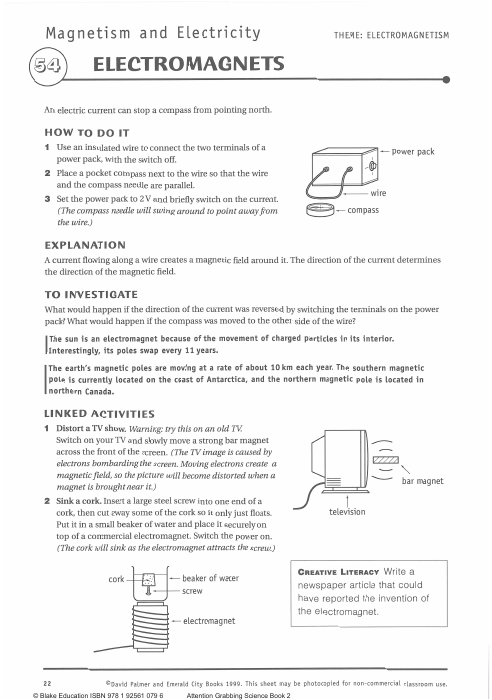 Magnetism and Electricity
THEME: ELECTROMAGNETISM
54
ELECTROMAGNETS
An electric current can stop a compass from pointing north.
HOW TO DO IT
1 Use an insulated wire to connect the two terminals of a
power pack, with the switch off.
2 Place a pocket compass next to the wire so that the wire
and the compass needle are parallel.
3 Set the power pack to 2V and briefly switch on the current.
(The compass needle will swing around to point away from
the wire.)
power pack
wire
compass
EXPLANATION
A current flowing along a wire creates a magnetic field around it. The direction of the current determines
the direction of the magnetic field.
TO INVESTIGATE
What would happen if the direction of the current was reversed by switching the terminals on the power
pack? What would happen if the compass was moved to the other side of the wire?
The sun is an electromagnet because of the movement of charged particles in its interior.
Interestingly, its poles swap every 11 years.
The earth's magnetic poles are moving at a rate of about 10 km each year. The southern magnetic
pole is currently located on the coast of Antarctica, and the northern magnetic pole is located in
northern Canada.
LINKED ACTIVITIES
1 Distort a TV show. Warning: try this on an old TV.
Switch on your TV and slowly move a strong bar magnet
across the front of the screen. (The TV image is caused by
electrons bombarding the screen. Moving electrons create a
magnetic field, so the picture will become distorted when a
magnet is brought near it.)
2 Sink a cork. Insert a large steel screw into one end of a
cork, then cut away some of the cork so it only just floats.
Put it in a small beaker of water and place it securely on
top of a commercial electromagnet. Switch the power on.
(The cork will sink as the electromagnet attracts the screw.)
bar magnet
television
cork
beaker of water
screw
electromagnet
CREATIVE LITERACY Write a
newspaper article that could
have reported the invention of
the electromagnet.
22
©David Palmer and Emerald City Books 1999. This sheet may be photocopied for non-commercial classroom use.
© Blake Education ISBN 978 1 92561 079 6
Attention Grabbing Science Book 2